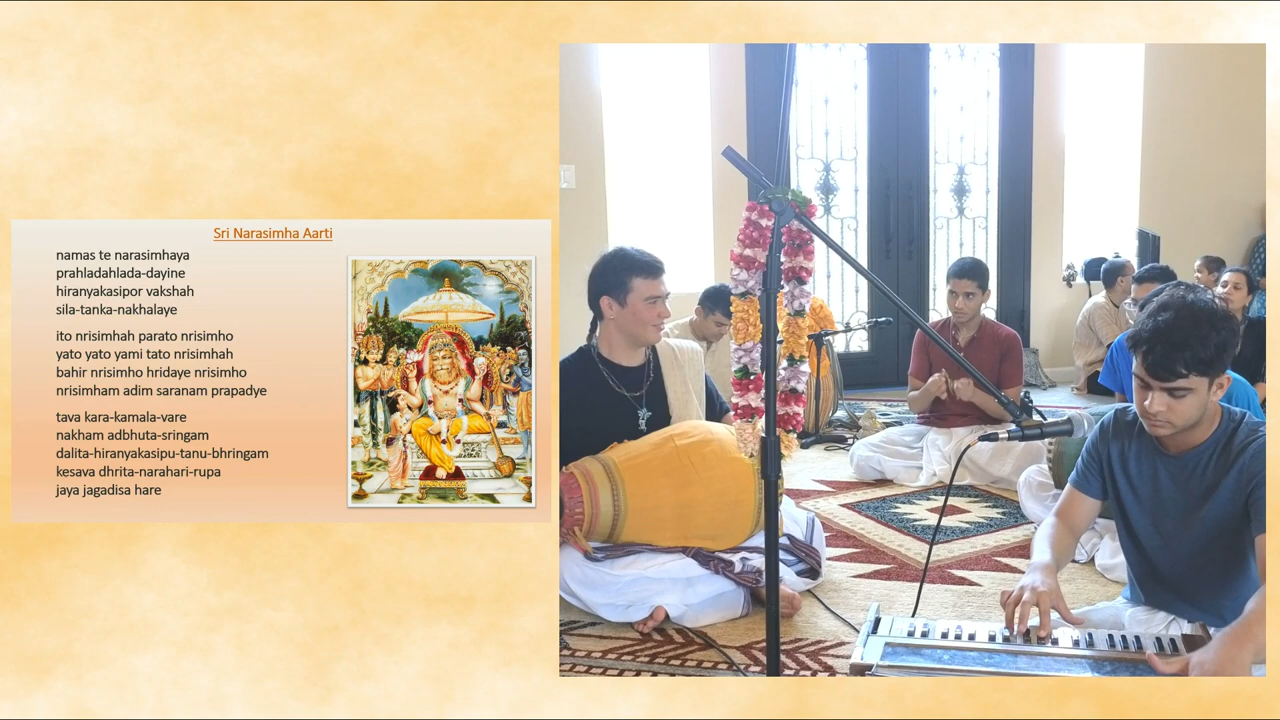 Sri Narasimha Aarti
namas te narasimhaya
prahladahlada-dayine
hiranyakasipor vakshah
sila-tanka-nakhalaye
ito nrisimhah parato nrisimho
yato yato yami tato nrisimhah
bahir nrisimho hridaye nrisimho
nrisimham adim saranam prapadye
tava kara-kamala-vare
nakham adbhuta-sringam
dalita-hiranyakasipu-tanu-bhringam
kesava dhrita-narahari-rupa
jaya jagadisa hare